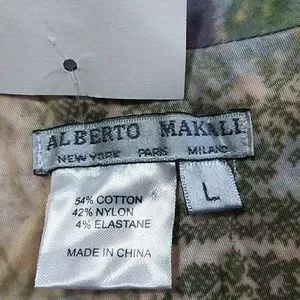 ALBERTO MAKALI
NEW YORK PARIS MILANO
L
54% COTTON
42% NYLON
4% ELASTANE
MADE IN CHINA